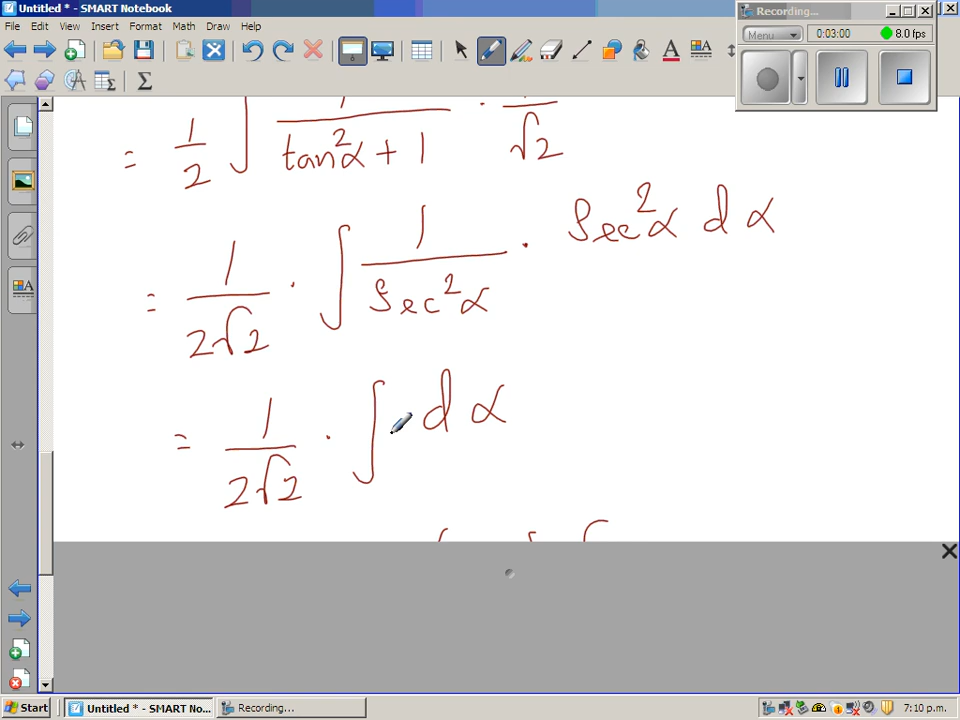 Untitled * - SMART Notebook
File Edit View Insert Format Math Draw Help
Recording...
Menu 0:03:00 8.0 fps
= 1/2 ∫ 1/(tan²α + 1) · 1/√2
= 1/(2√2) · ∫ 1/(sec²α) · sec²α dα
= 1/(2√2) · ∫ dα
Start Untitled * - SMART No... Recording... 7:10 p.m.